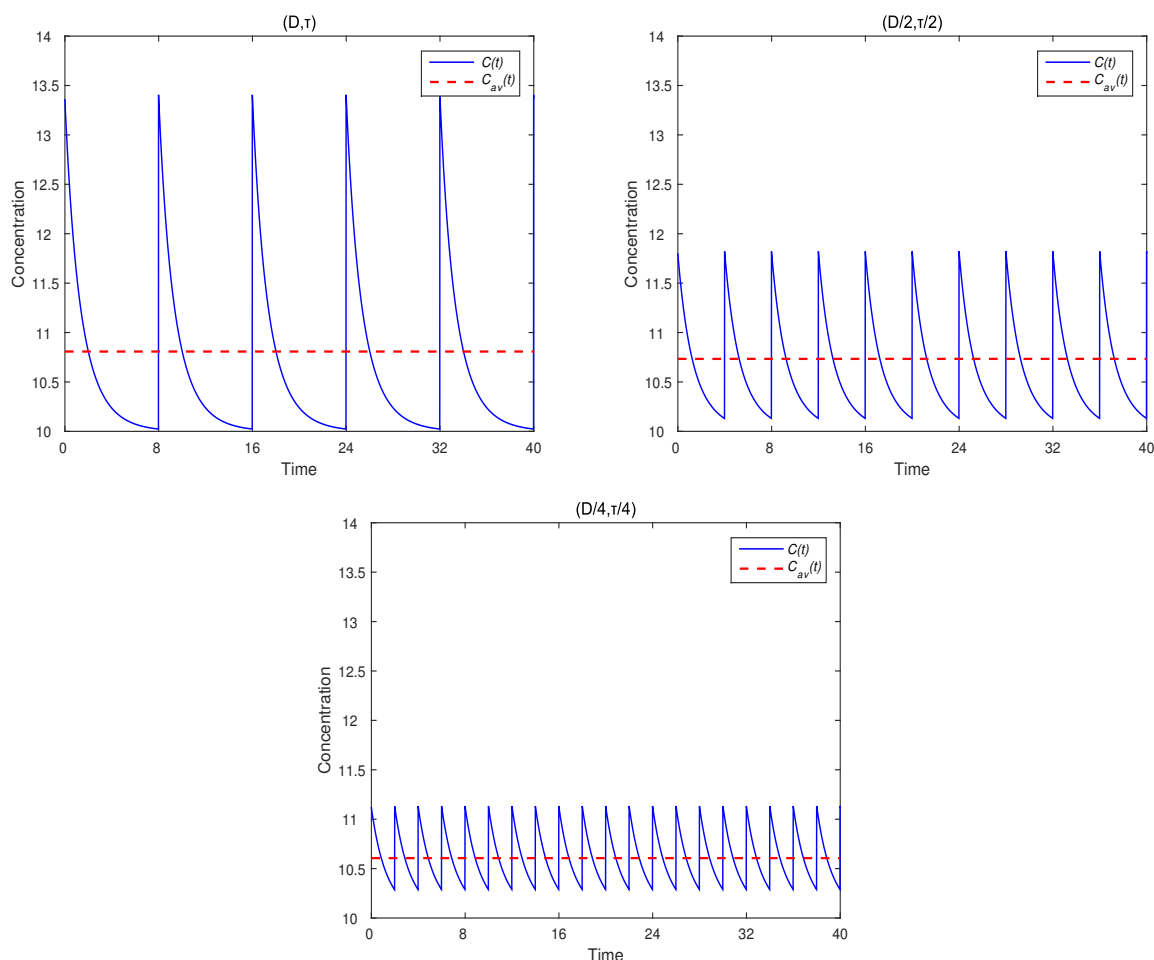 (D,τ)
14
13.5
13
12.5
12
11.5
11
10.5
10
Concentration
C(t)
C_av(t)
0 8 16 24 32 40
Time
(D/2,τ/2)
14
13.5
13
12.5
12
11.5
11
10.5
10
Concentration
C(t)
C_av(t)
0 8 16 24 32 40
Time
(D/4,τ/4)
14
13.5
13
12.5
12
11.5
11
10.5
10
Concentration
C(t)
C_av(t)
0 8 16 24 32 40
Time